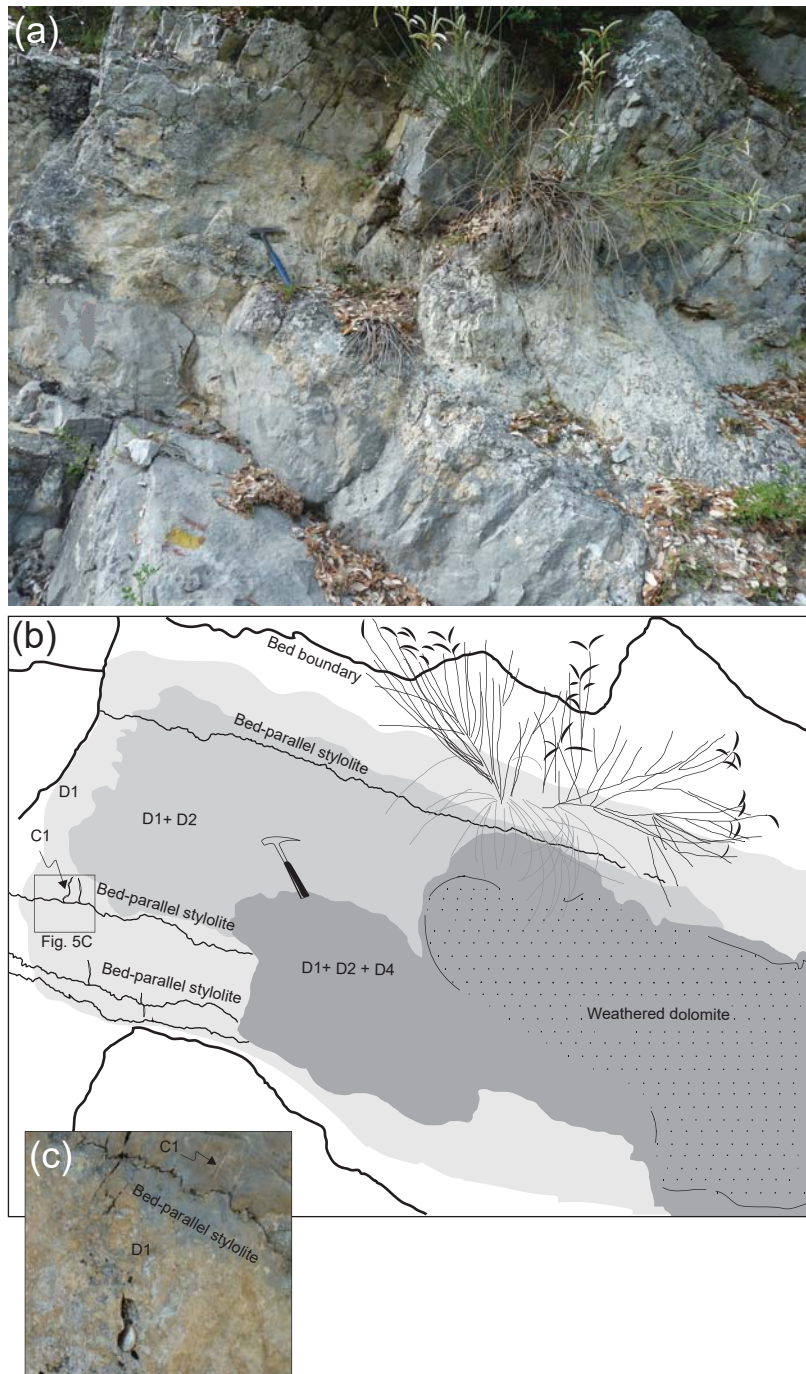 (a)
(b)
Bed boundary
Bed-parallel stylolite
D1
D1+ D2
C1
Bed-parallel stylolite
Fig. 5C
Bed-parallel stylolite
D1+ D2 + D4
Weathered dolomite
(c)
C1
Bed-parallel stylolite
D1